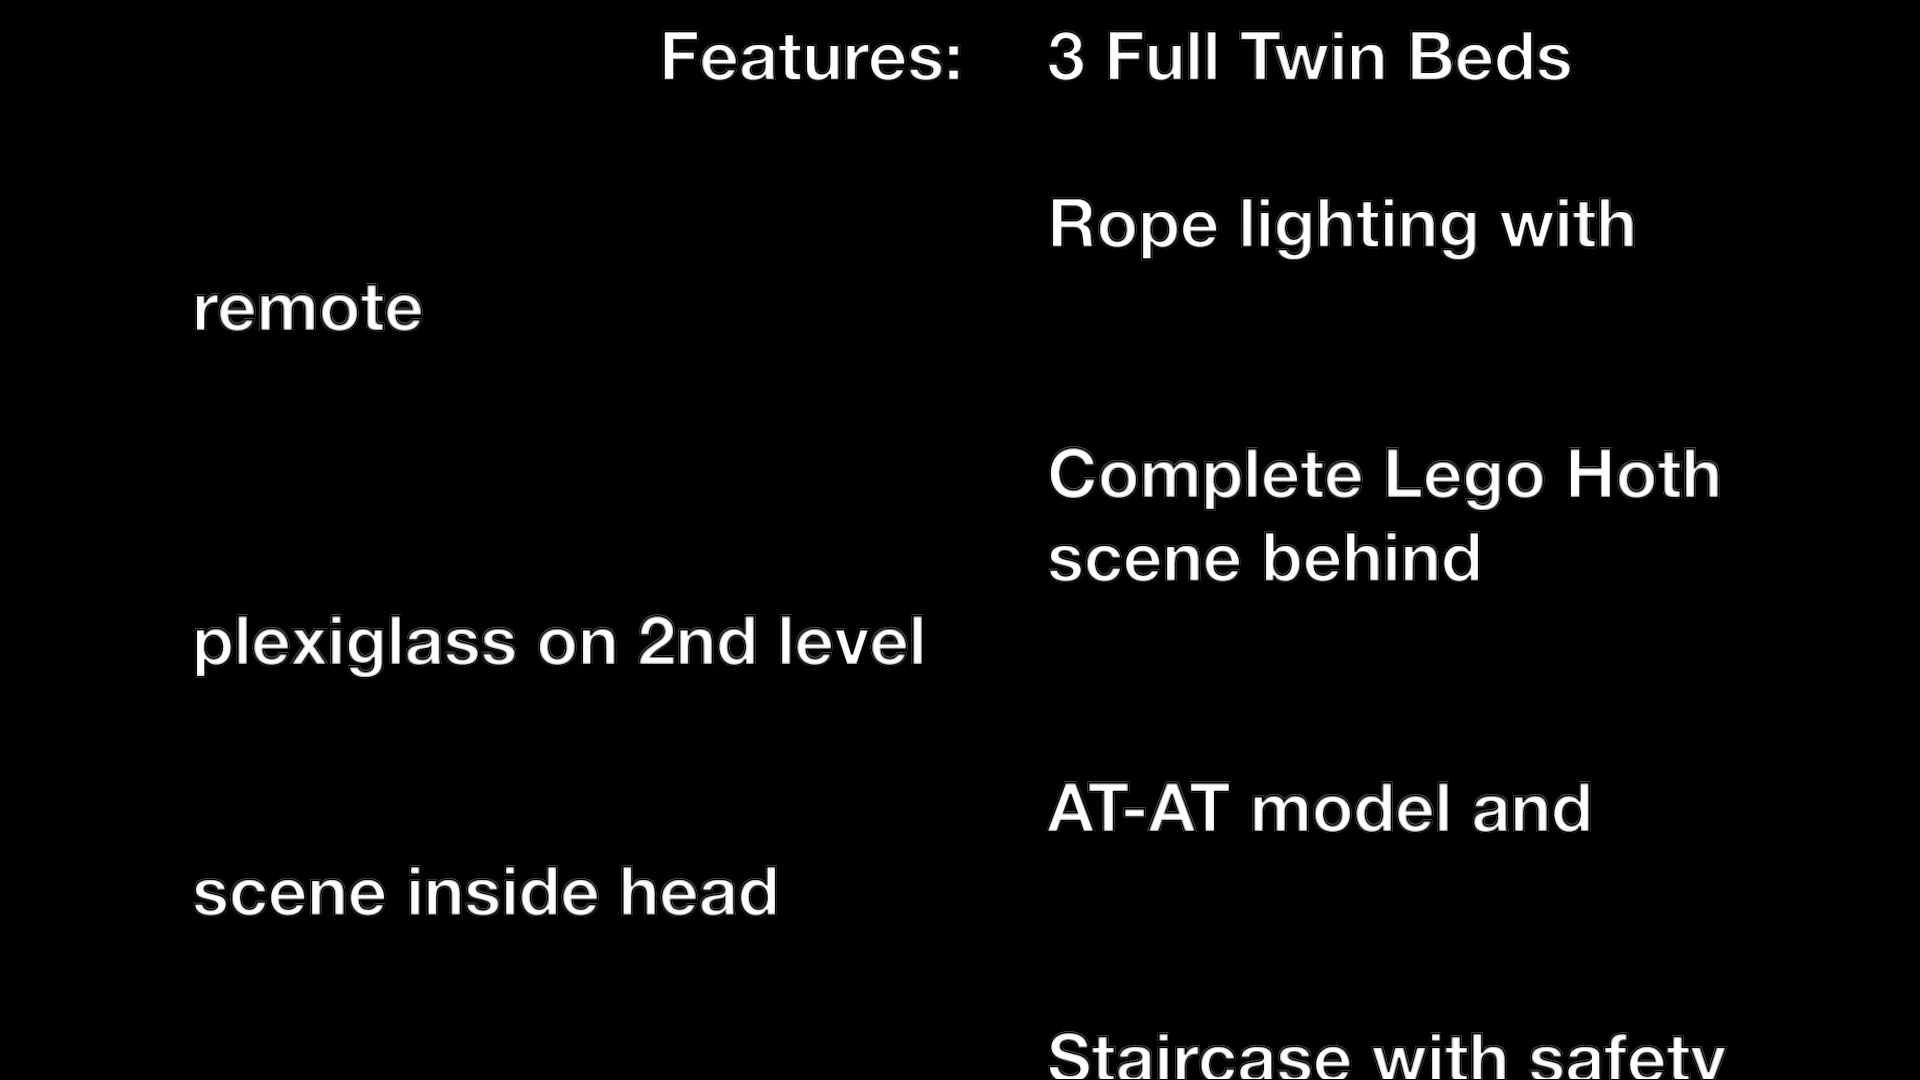 Features: 3 Full Twin Beds
Rope lighting with
remote
Complete Lego Hoth
scene behind
plexiglass on 2nd level
AT-AT model and
scene inside head
Staircase with safety